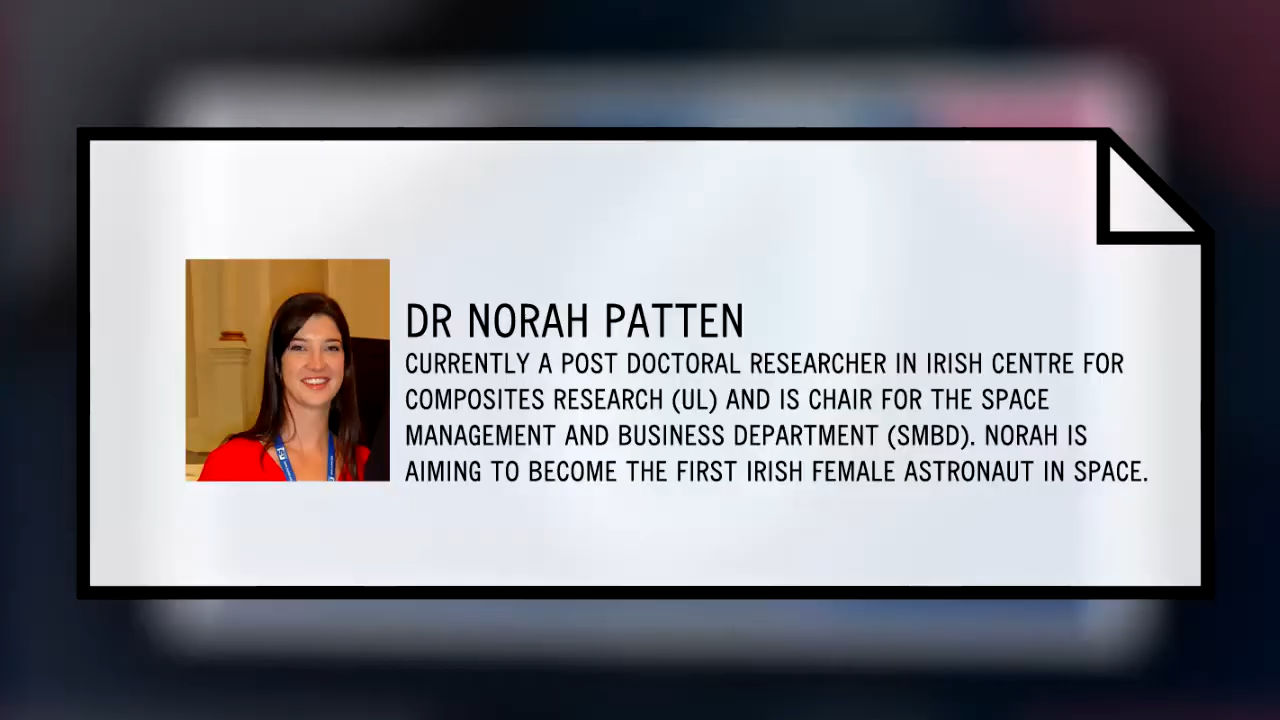 DR NORAH PATTEN
CURRENTLY A POST DOCTORAL RESEARCHER IN IRISH CENTRE FOR
COMPOSITES RESEARCH (UL) AND IS CHAIR FOR THE SPACE
MANAGEMENT AND BUSINESS DEPARTMENT (SMBD). NORAH IS
AIMING TO BECOME THE FIRST IRISH FEMALE ASTRONAUT IN SPACE.